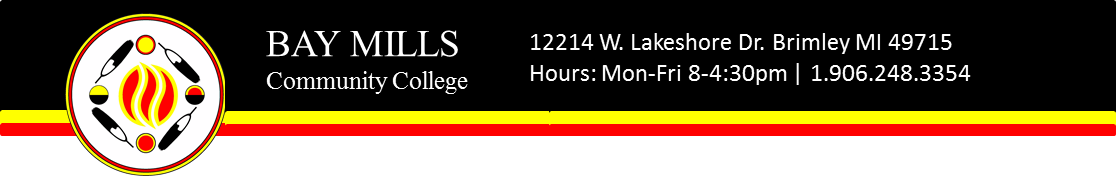 BAY MILLS
Community College
12214 W. Lakeshore Dr. Brimley MI 49715
Hours: Mon-Fri 8-4:30pm | 1.906.248.3354